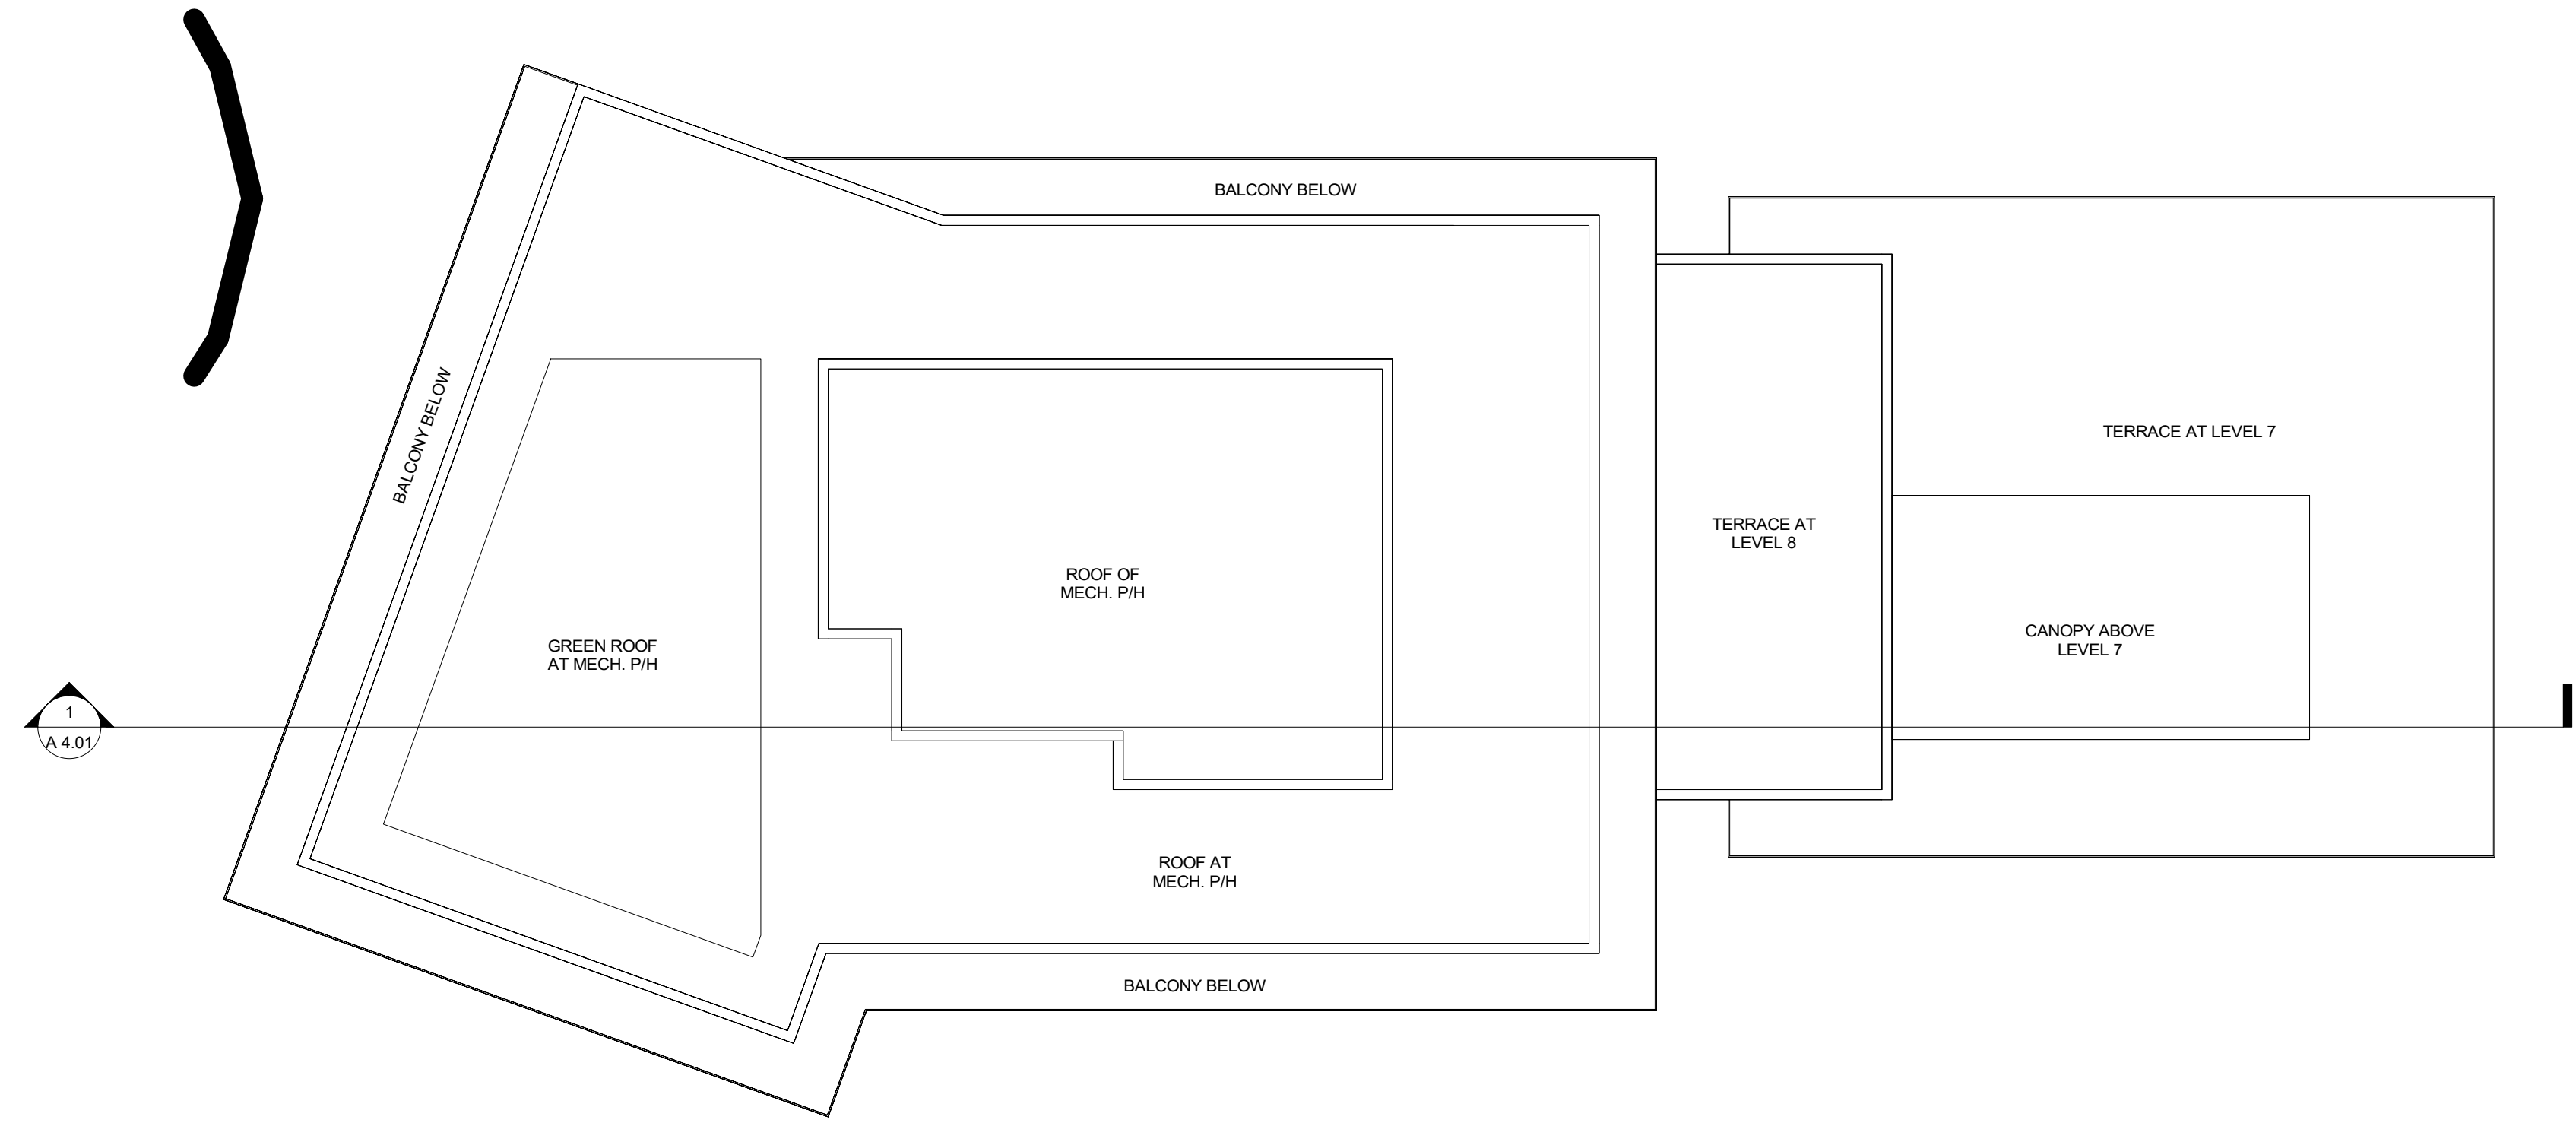 BALCONY BELOW
BALCONY BELOW
TERRACE AT LEVEL 7
TERRACE AT
LEVEL 8
ROOF OF
MECH. P/H
GREEN ROOF
AT MECH. P/H
CANOPY ABOVE
LEVEL 7
1
A 4.01
ROOF AT
MECH. P/H
BALCONY BELOW